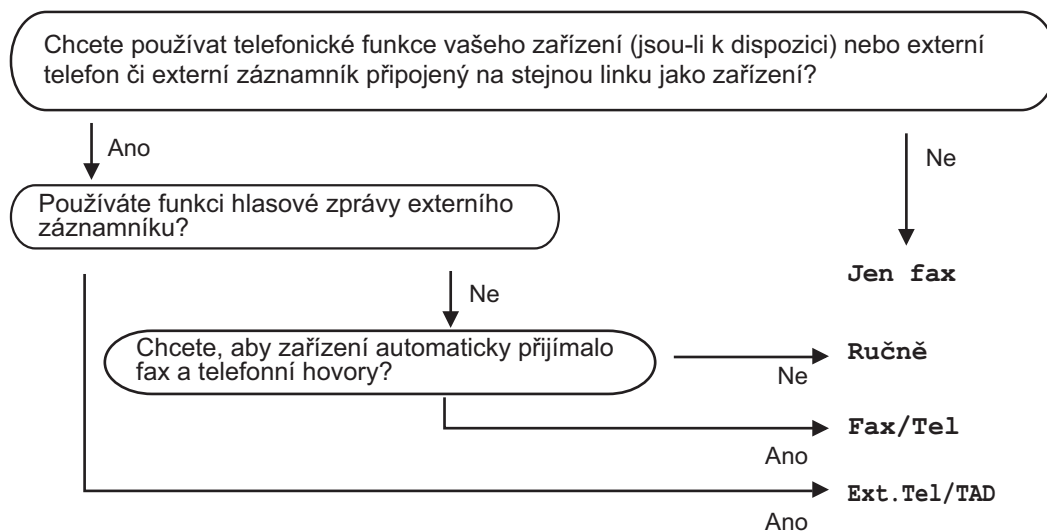 Chcete používat telefonické funkce vašeho zařízení (jsou-li k dispozici) nebo externí
telefon či externí záznamník připojený na stejnou linku jako zařízení?
Ano
Ne
Používáte funkci hlasové zprávy externího
záznamníku?
Jen fax
Ne
Chcete, aby zařízení automaticky přijímalo
fax a telefonní hovory?
Ručně
Ne
Fax/Tel
Ano
Ext.Tel/TAD
Ano